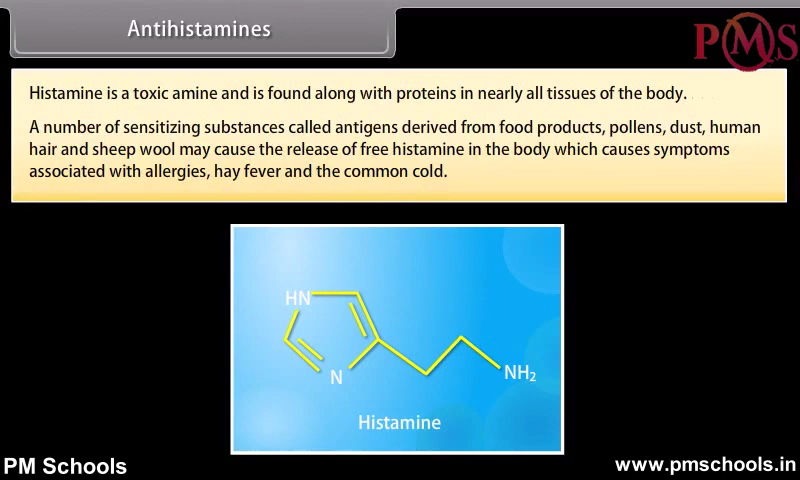 Antihistamines
PMS
Histamine is a toxic amine and is found along with proteins in nearly all tissues of the body.
A number of sensitizing substances called antigens derived from food products, pollens, dust, human
hair and sheep wool may cause the release of free histamine in the body which causes symptoms
associated with allergies, hay fever and the common cold.
HN
N
NH₂
Histamine
PM Schools
www.pmschools.in